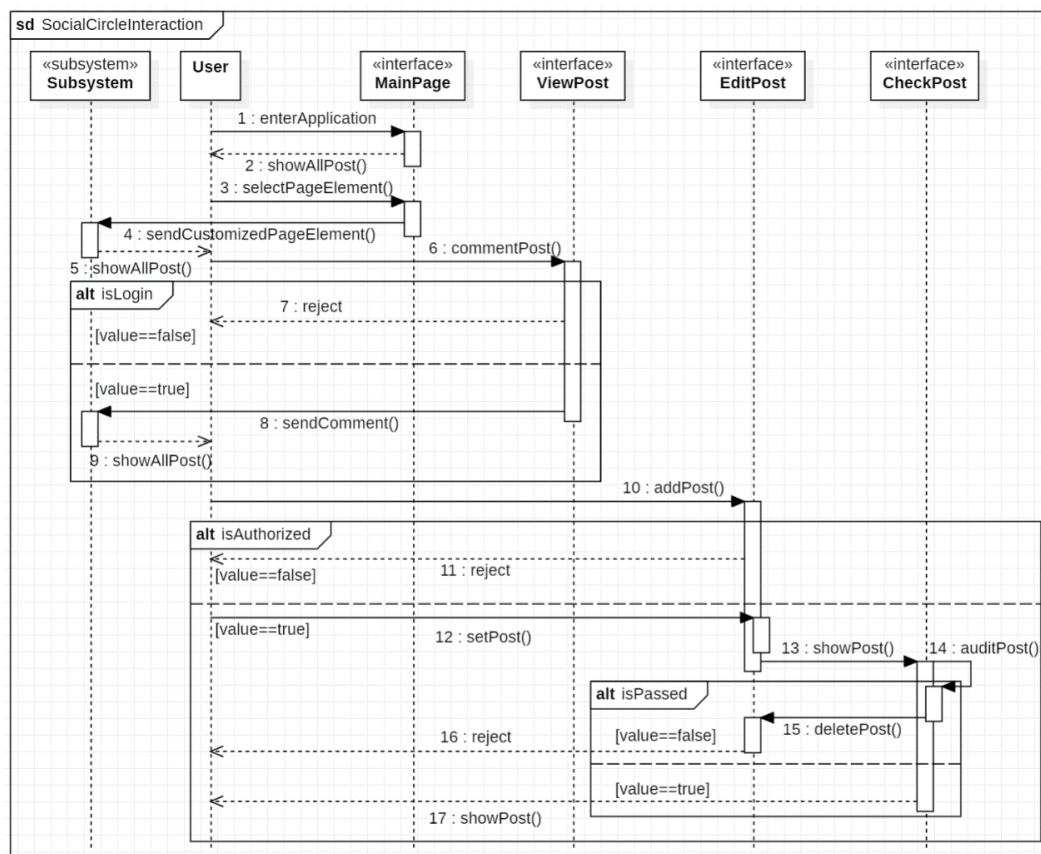 sd SocialCircleInteraction
«subsystem»
Subsystem
User
«interface»
MainPage
«interface»
ViewPost
«interface»
EditPost
«interface»
CheckPost
1 : enterApplication
2 : showAllPost()
3 : selectPageElement()
4 : sendCustomizedPageElement()
5 : showAllPost()
6 : commentPost()
alt isLogin
7 : reject
[value==false]
[value==true]
8 : sendComment()
9 : showAllPost()
10 : addPost()
alt isAuthorized
11 : reject
[value==false]
[value==true]
12 : setPost()
13 : showPost()
14 : auditPost()
alt isPassed
15 : deletePost()
16 : reject
[value==false]
[value==true]
17 : showPost()